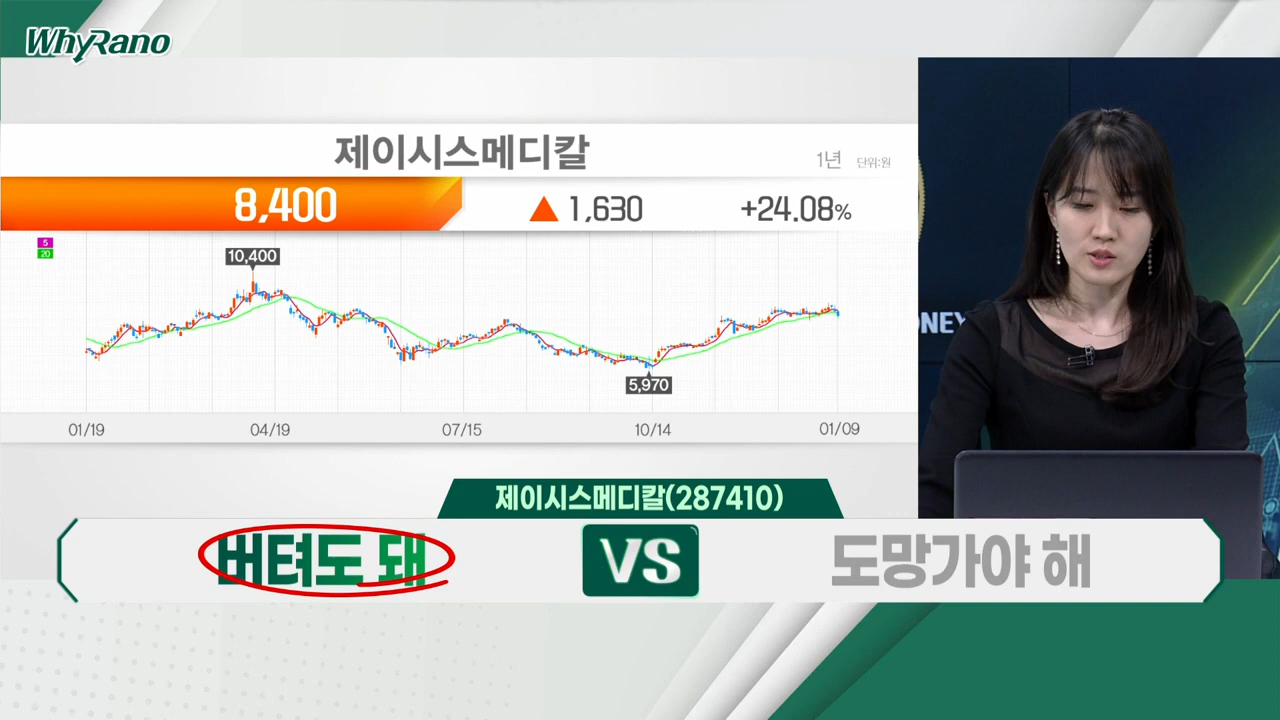 WhyRano
제이시스메디칼
1년 단위:원
8,400 ▲ 1,630 +24.08%
5
20
10,400
5,970
01/19 04/19 07/15 10/14 01/09
NEY
제이시스메디칼(287410)
버텨도 돼 VS 도망가야 해